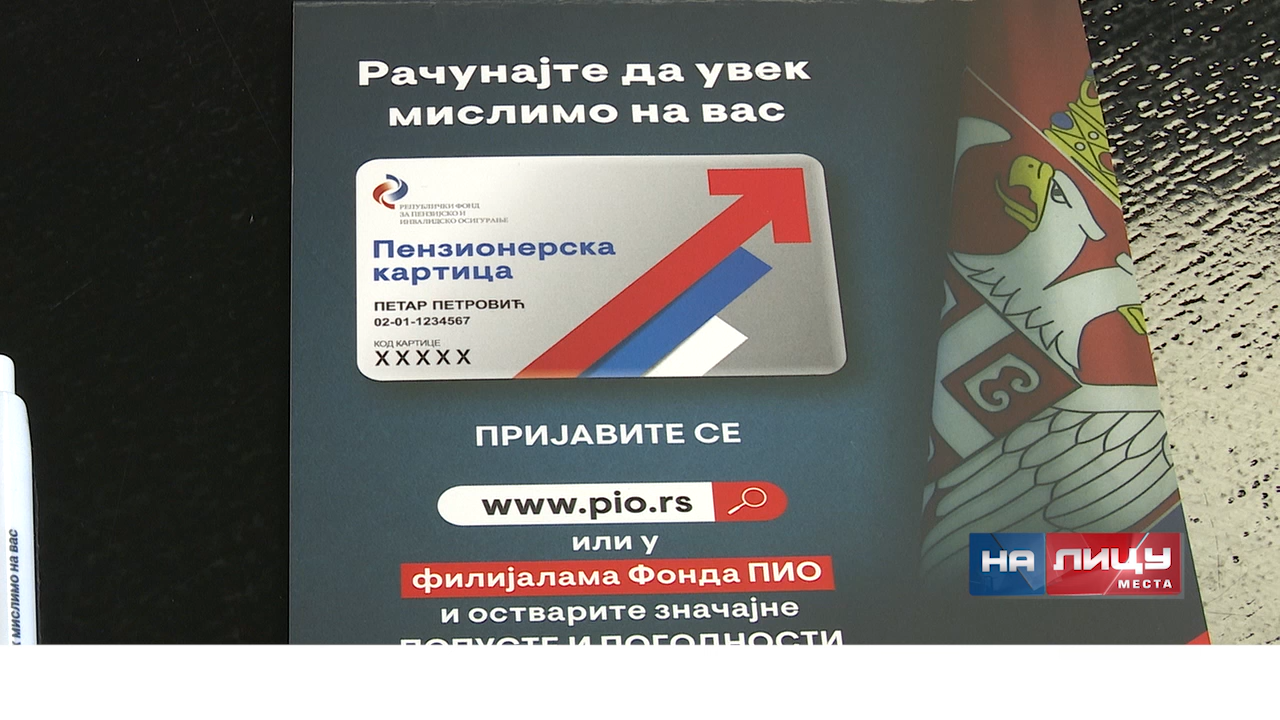 Рачунајте да увек
мислимо на вас
РЕПУБЛИЧКИ ФОНД
ЗА ПЕНЗИЈСКО И
ИНВАЛИДСКО ОСИГУРАЊЕ
Пензионерска
картица
ПЕТАР ПЕТРОВИЋ
02-01-1234567
КОД КАРТИЦЕ
XXXXX
ПРИЈАВИТЕ СЕ
www.pio.rs
или у
филијалама Фонда ПИО
и остварите значајне
ПОПУСТЕ И ПОГОДНОСТИ
мислимо на вас
НА ЛИЦУ
МЕСТА